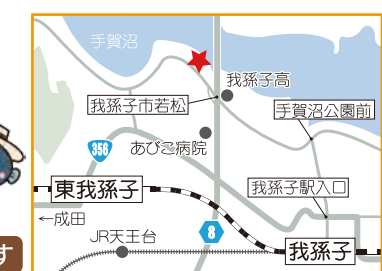 手賀沼
我孫子高
我孫子市若松
手賀沼公園前
356
あびこ病院
東我孫子
我孫子駅入口
←成田
JR天王台
8
我孫子
す